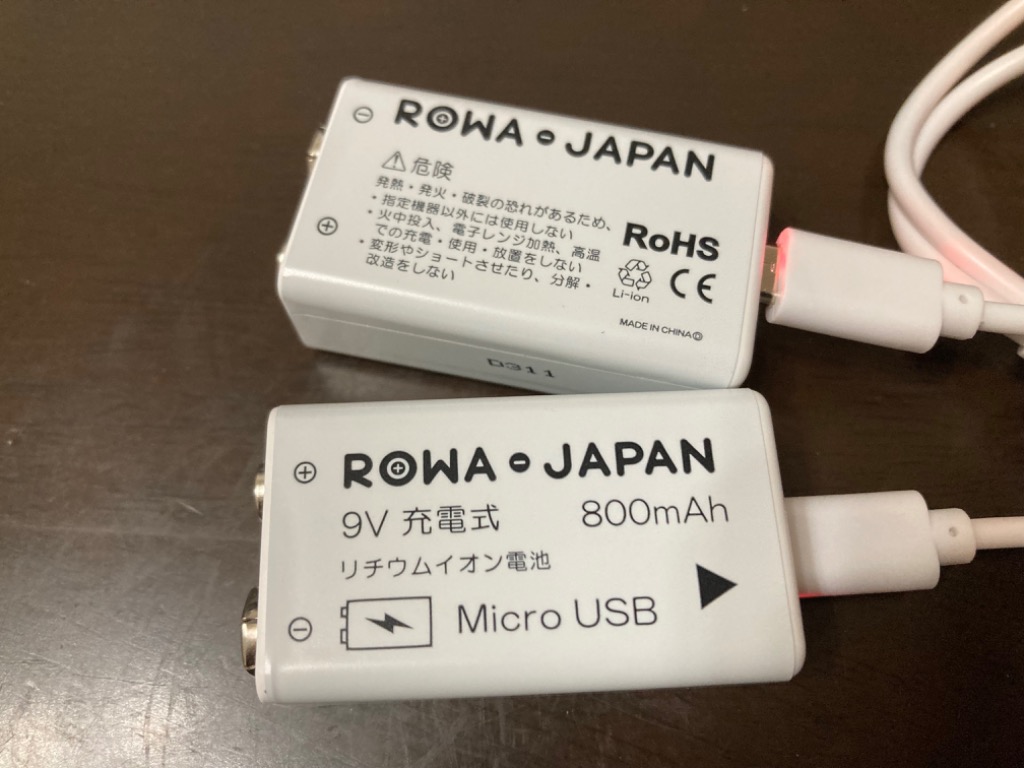 ROWA JAPAN
⚠危険
発熱・発火・破裂の恐れがあるため、
・指定機器以外には使用しない
・火中投入、電子レンジ加熱、高温
での充電・使用・放置をしない
・変形やショートさせたり、分解・
改造をしない
RoHS
Li-ion
CE
MADE IN CHINA
D311
ROWA JAPAN
9V 充電式 800mAh
リチウムイオン電池
Micro USB